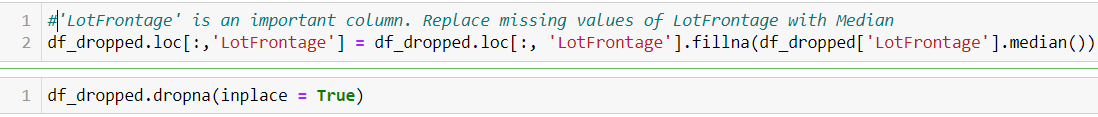 1 #'LotFrontage' is an important column. Replace missing values of LotFrontage with Median
2 df_dropped.loc[:,'LotFrontage'] = df_dropped.loc[:, 'LotFrontage'].fillna(df_dropped['LotFrontage'].median())
1 df_dropped.dropna(inplace = True)